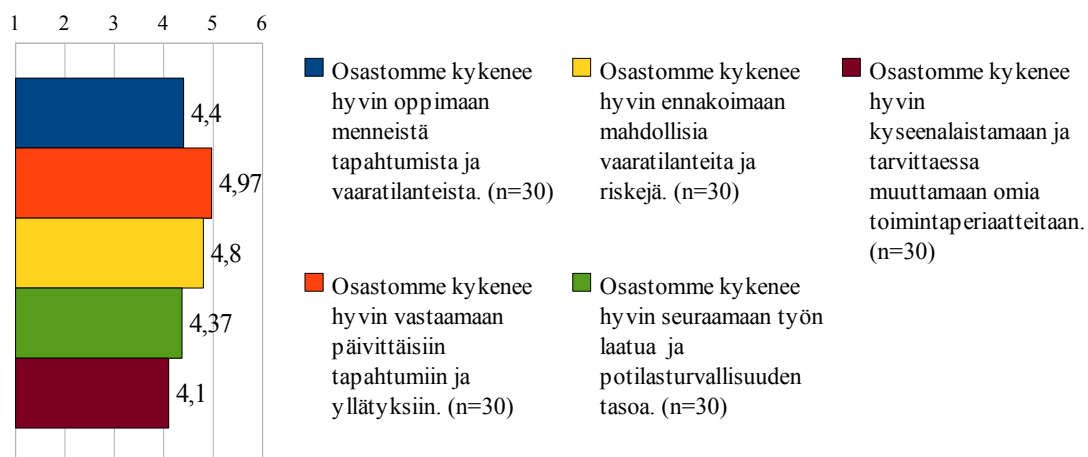 1 2 3 4 5 6
4,4
4,97
4,8
4,37
4,1
Osastomme kykenee
hyvin oppimaan
menneistä
tapahtumista ja
vaaratilanteista. (n=30)
Osastomme kykenee
hyvin ennakoimaan
mahdollisia
vaaratilanteita ja
riskejä. (n=30)
Osastomme kykenee
hyvin
kyseenalaistamaan ja
tarvittaessa
muuttamaan omia
toimintaperiaatteitaan.
(n=30)
Osastomme kykenee
hyvin vastaamaan
päivittäisiin
tapahtumiin ja
yllätyksiin. (n=30)
Osastomme kykenee
hyvin seuraamaan työn
laatua ja
potilasturvallisuuden
tasoa. (n=30)